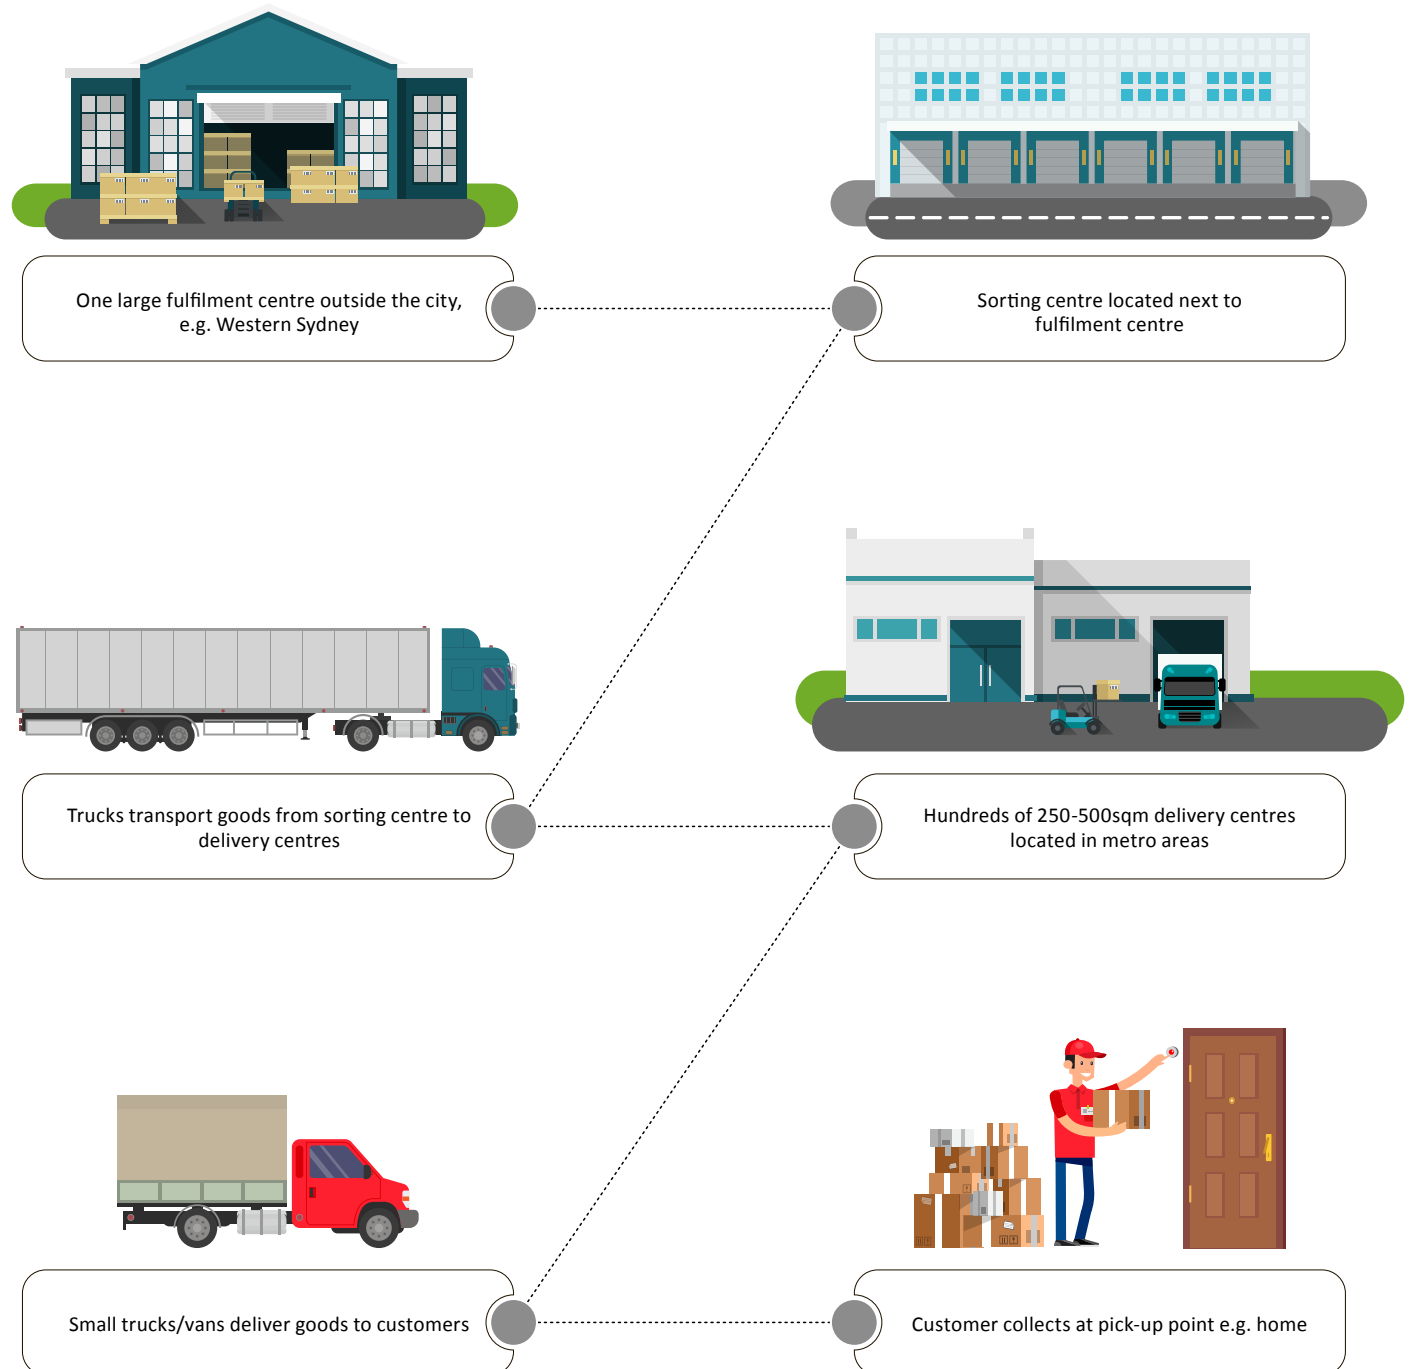 One large fulfilment centre outside the city,
e.g. Western Sydney
Sorting centre located next to
fulfilment centre
Trucks transport goods from sorting centre to
delivery centres
Hundreds of 250-500sqm delivery centres
located in metro areas
Small trucks/vans deliver goods to customers
Customer collects at pick-up point e.g. home